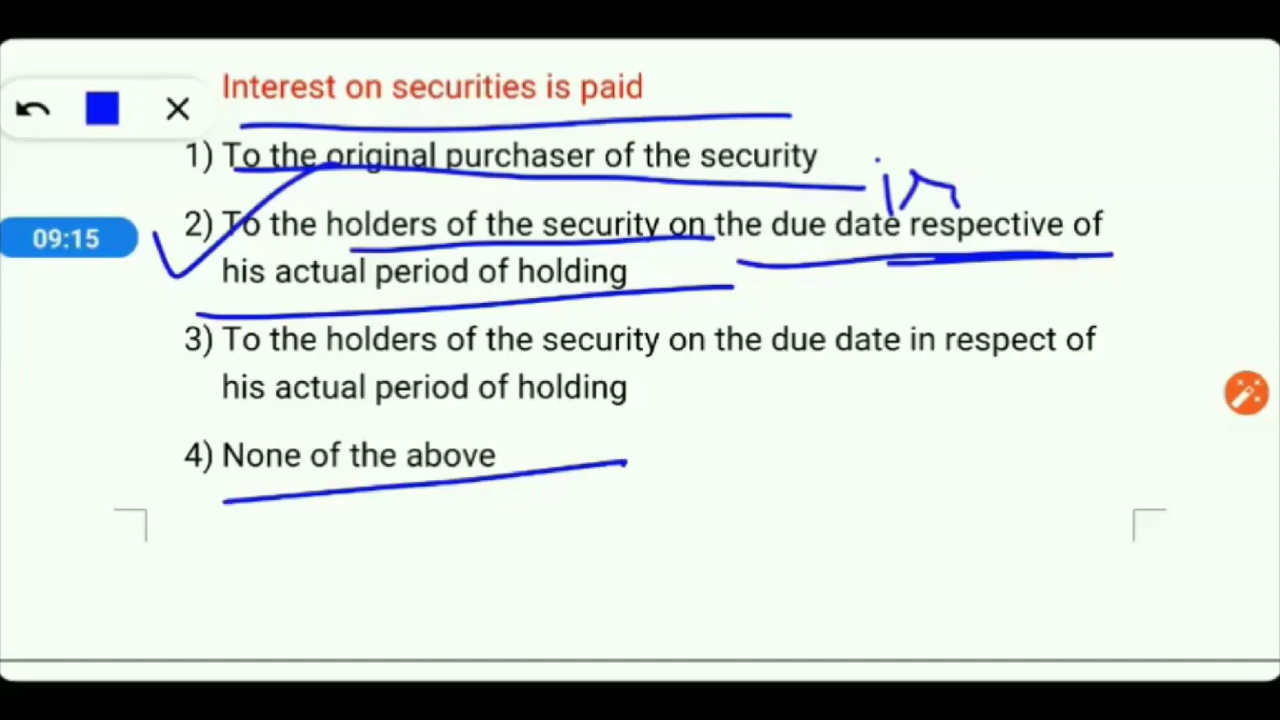 Interest on securities is paid
1) To the original purchaser of the security
ir
2) To the holders of the security on the due date respective of
his actual period of holding
09:15
3) To the holders of the security on the due date in respect of
his actual period of holding
4) None of the above